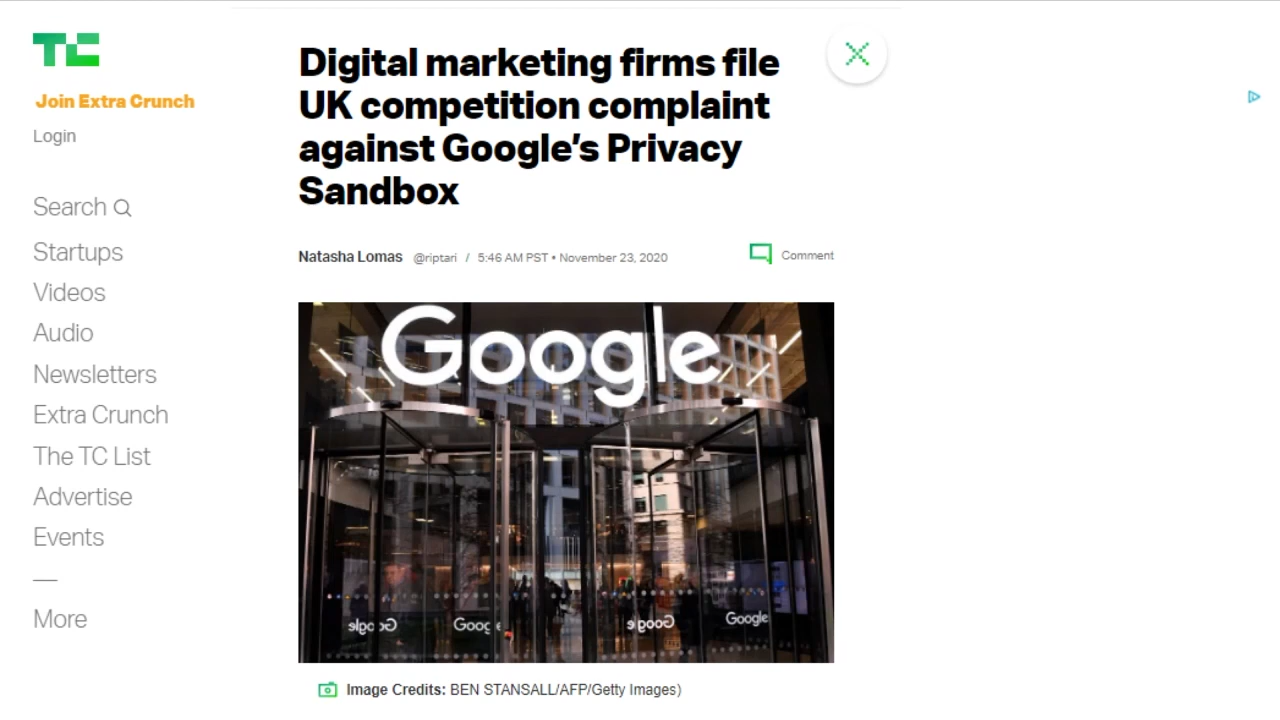 TC
Join Extra Crunch
Login
Search
Startups
Videos
Audio
Newsletters
Extra Crunch
The TC List
Advertise
Events
—
More
Digital marketing firms file
UK competition complaint
against Google’s Privacy
Sandbox
Natasha Lomas @riptari / 5:46 AM PST • November 23, 2020
Comment
Google
Google
Google
Google
Google
Image Credits: BEN STANSALL/AFP/Getty Images)